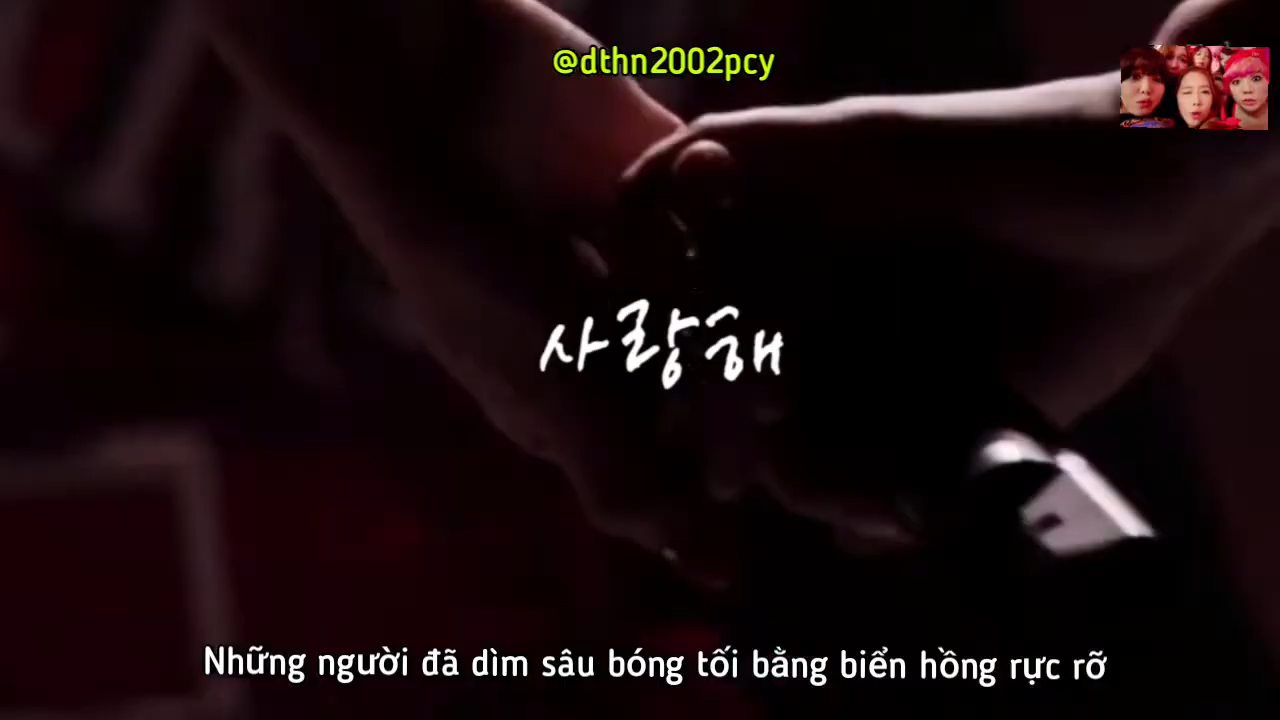 @dthn2002pcy
사랑해
Những người đã dìm sâu bóng tối bằng biển hồng rực rỡ